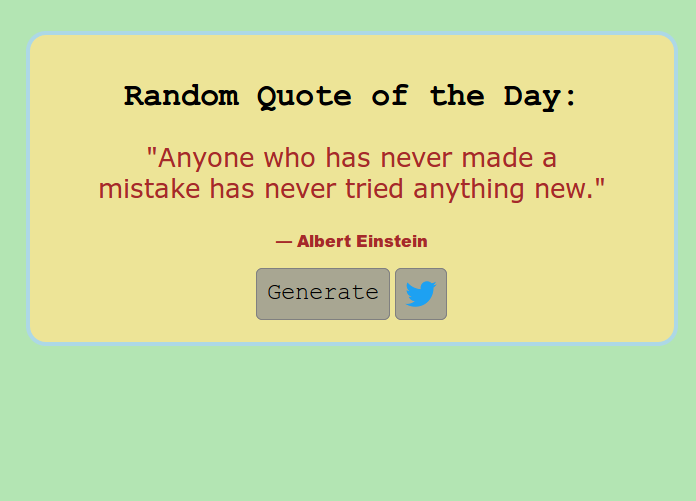 Random Quote of the Day:
"Anyone who has never made a
mistake has never tried anything new."
— Albert Einstein
Generate